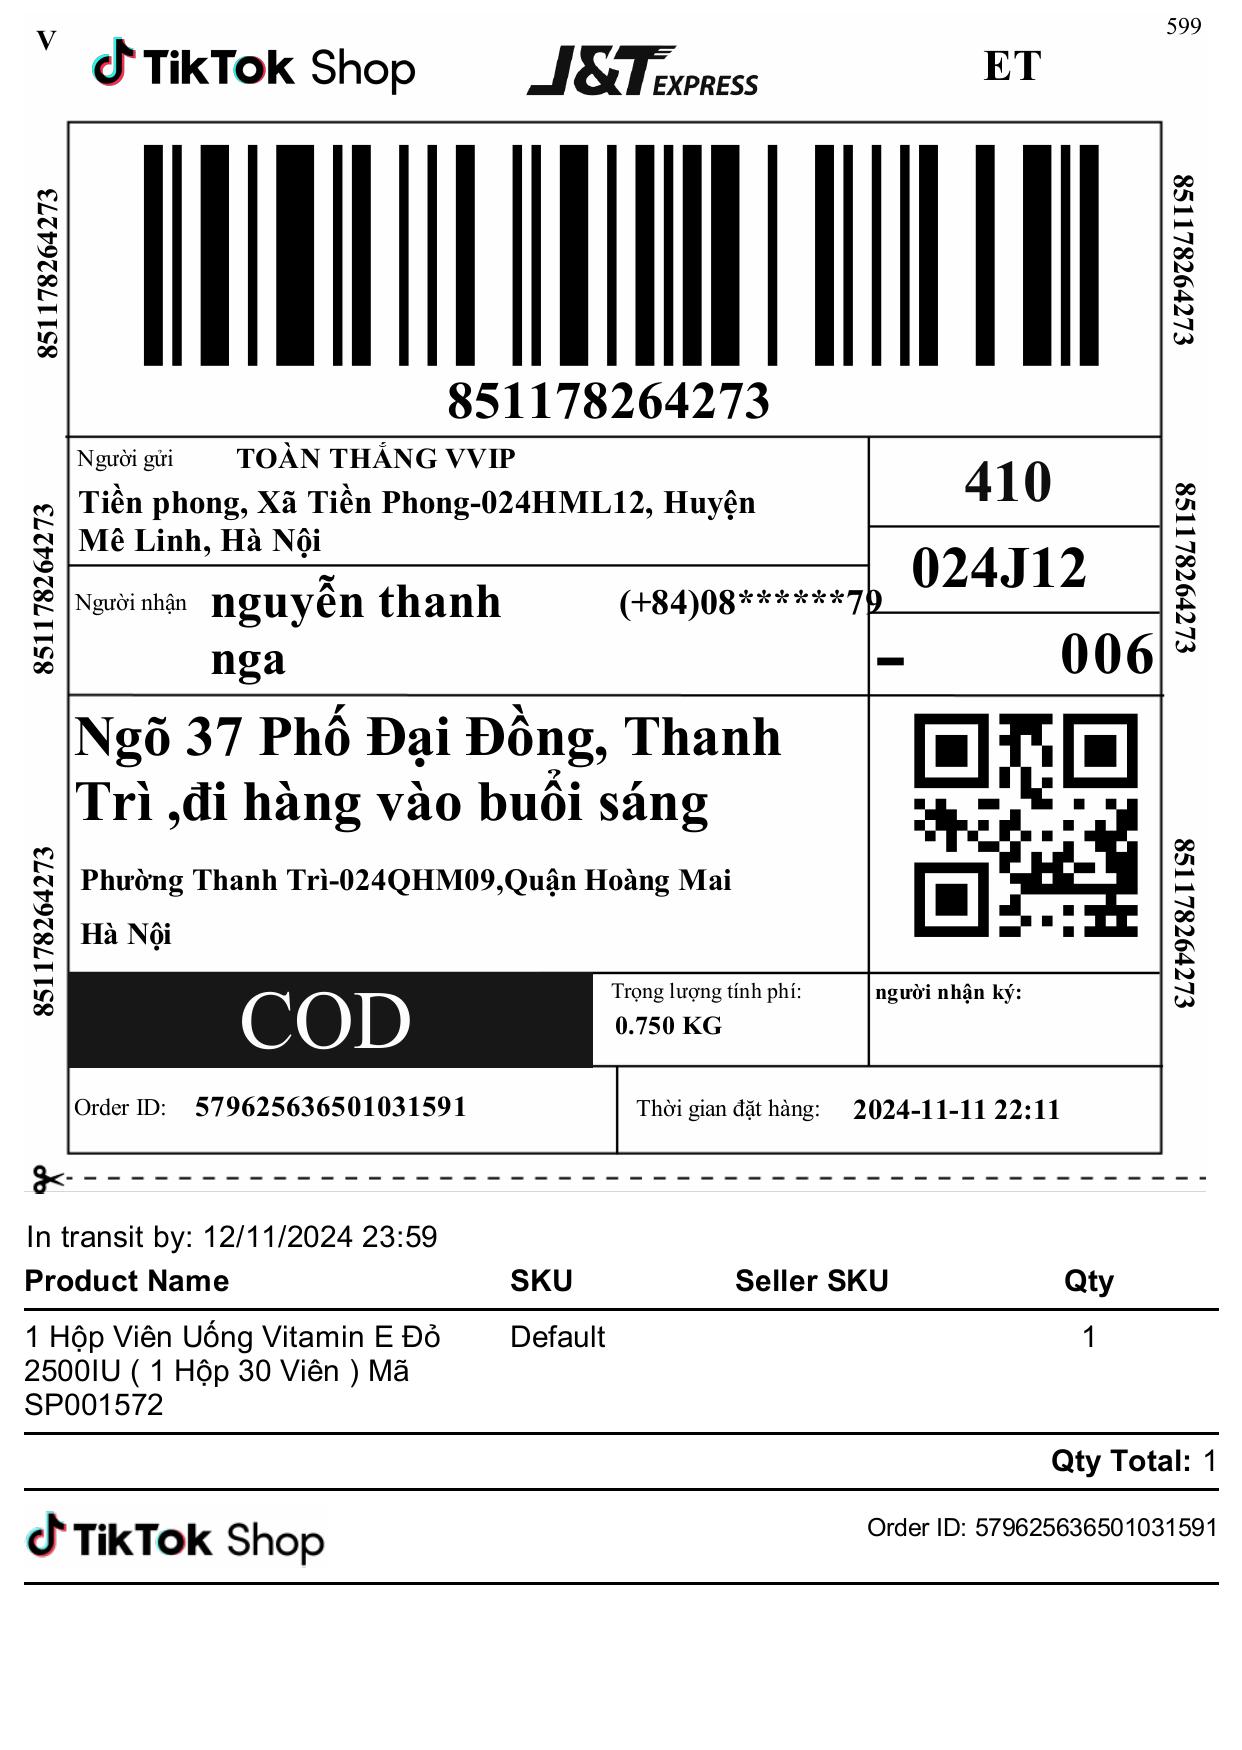 599
V
TikTok Shop
J&T EXPRESS
ET
851178264273
851178264273
851178264273
Người gửi TOÀN THẮNG VVIP
Tiền phong, Xã Tiền Phong-024HML12, Huyện
Mê Linh, Hà Nội
410
024J12
851178264273
851178264273
Người nhận nguyễn thanh (+84)08******79
nga
- 006
Ngõ 37 Phố Đại Đồng, Thanh
Trì ,đi hàng vào buổi sáng
Phường Thanh Trì-024QHM09,Quận Hoàng Mai
Hà Nội
851178264273
851178264273
COD
Trọng lượng tính phí:
0.750 KG
người nhận ký:
Order ID: 579625636501031591
Thời gian đặt hàng: 2024-11-11 22:11
In transit by: 12/11/2024 23:59
Product Name SKU Seller SKU Qty
1 Hộp Viên Uống Vitamin E Đỏ Default 1
2500IU ( 1 Hộp 30 Viên ) Mã
SP001572
Qty Total: 1
TikTok Shop
Order ID: 579625636501031591